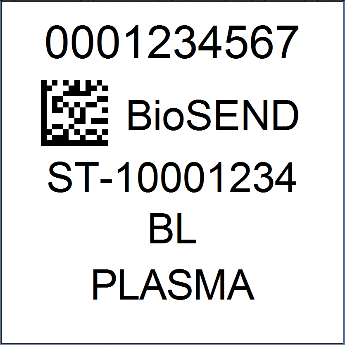 0001234567
BioSEND
ST-10001234
BL
PLASMA